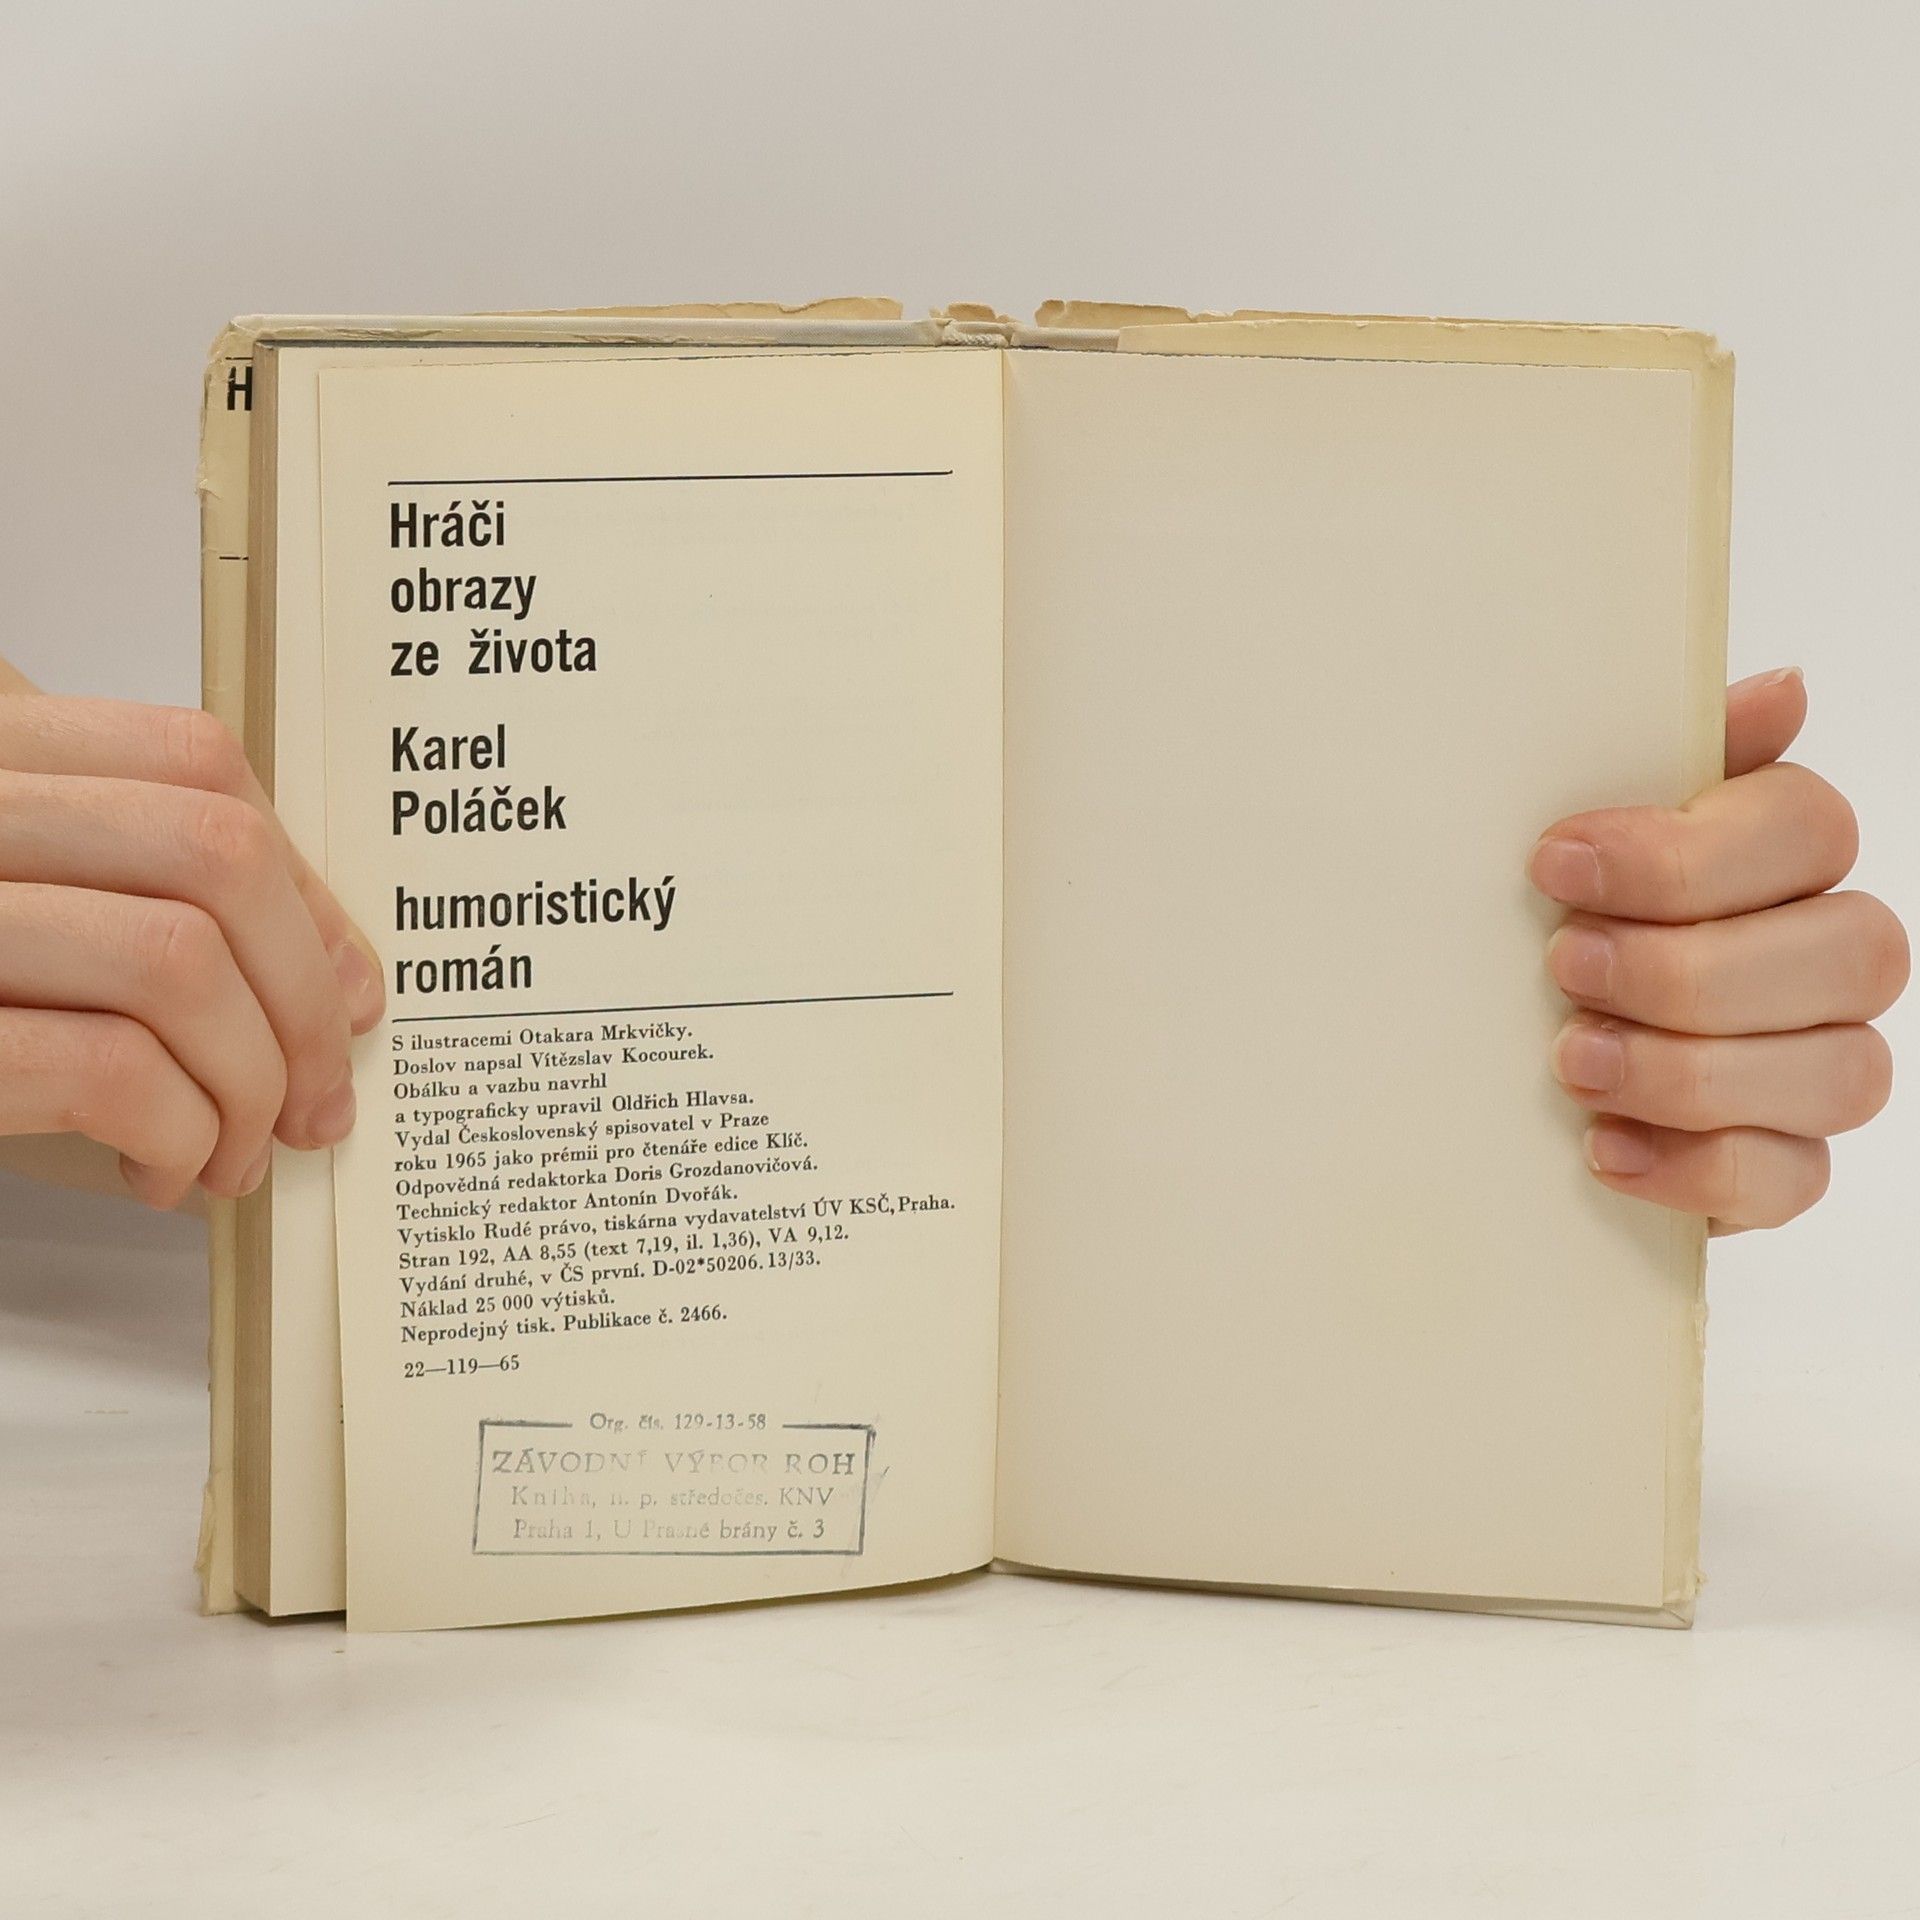 H
Hráči
obrazy
ze života
Karel
Poláček
humoristický
román
S ilustracemi Otakara Mrkvičky.
Doslov napsal Vítězslav Kocourek.
Obálku a vazbu navrhl
a typograficky upravil Oldřich Hlavsa.
Vydal Československý spisovatel v Praze
roku 1965 jako prémii pro čtenáře edice Klíč.
Odpovědná redaktorka Doris Grozdanovičová.
Technický redaktor Antonín Dvořák.
Vytisklo Rudé právo, tiskárna vydavatelství ÚV KSČ, Praha.
Stran 192, AA 8,55 (text 7,19, il. 1,36), VA 9,12.
Vydání druhé, v ČS první. D-02*50206. 13/33.
Náklad 25 000 výtisků.
Neprodejný tisk. Publikace č. 2466.
22—119—65
Org. čís. 129-13-58
ZÁVODNÍ VÝBOR ROH
Kniha, n. p. středočes. KNV
Praha 1, U Prašné brány č. 3